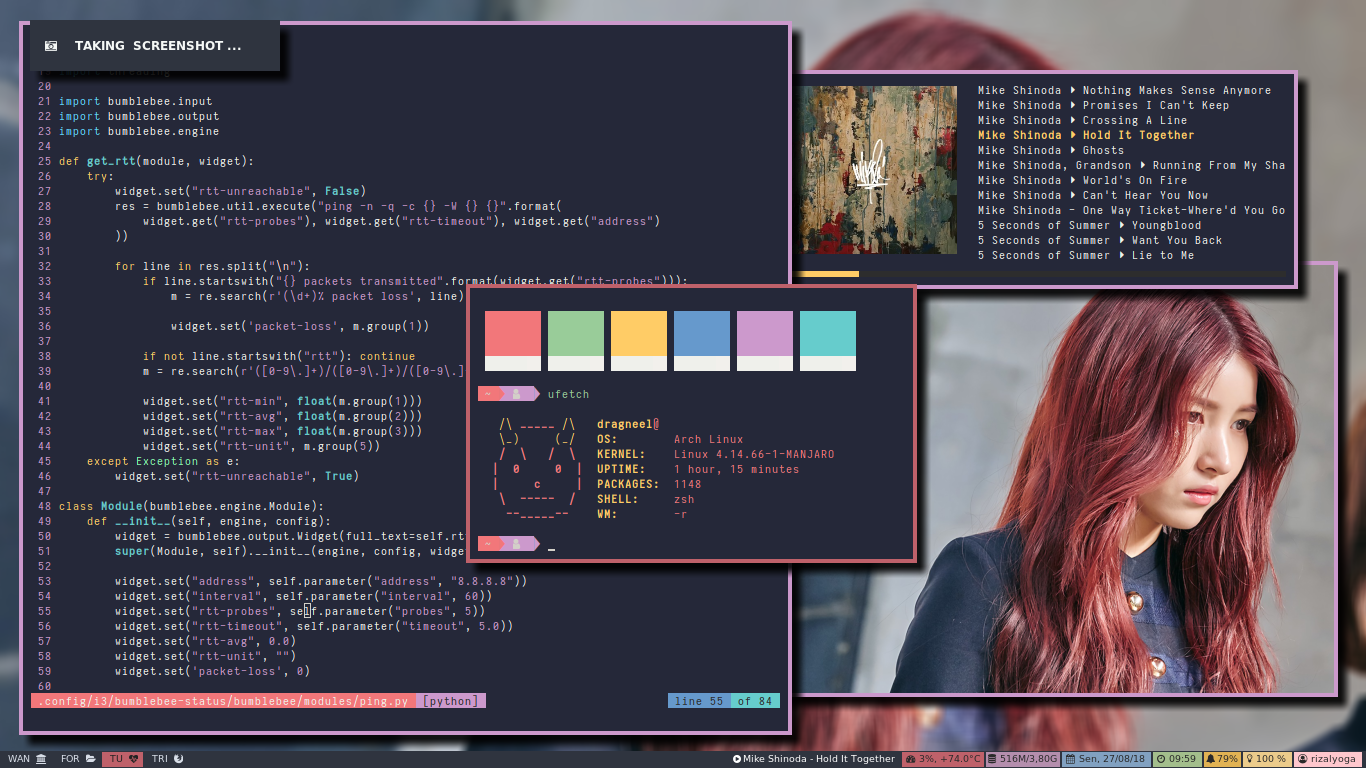 TAKING SCREENSHOT ...
20
21 import bumblebee.input
22 import bumblebee.output
23 import bumblebee.engine
24
25 def get_rtt(module, widget):
26 try:
27 widget.set("rtt-unreachable", False)
28 res = bumblebee.util.execute("ping -n -q -c {} -W {} {}".format(
29 widget.get("rtt-probes"), widget.get("rtt-timeout"), widget.get("address")
30 ))
31
32 for line in res.split("\n"):
33 if line.startswith("{} packets transmitted".format(widget.get("rtt-probes"))):
34 m = re.search(r'(\d+)% packet loss', line)
35
36 widget.set('packet-loss', m.group(1))
37
38 if not line.startswith("rtt"): continue
39 m = re.search(r'([0-9\.]+)/([0-9\.]+)/([0-9\.]
40
41 widget.set("rtt-min", float(m.group(1)))
42 widget.set("rtt-avg", float(m.group(2)))
43 widget.set("rtt-max", float(m.group(3)))
44 widget.set("rtt-unit", m.group(5))
45 except Exception as e:
46 widget.set("rtt-unreachable", True)
47
48 class Module(bumblebee.engine.Module):
49 def __init__(self, engine, config):
50 widget = bumblebee.output.Widget(full_text=self.rt
51 super(Module, self).__init__(engine, config, widge
52
53 widget.set("address", self.parameter("address", "8.8.8.8"))
54 widget.set("interval", self.parameter("interval", 60))
55 widget.set("rtt-probes", self.parameter("probes", 5))
56 widget.set("rtt-timeout", self.parameter("timeout", 5.0))
57 widget.set("rtt-avg", 0.0)
58 widget.set("rtt-unit", "")
59 widget.set('packet-loss', 0)
60
.config/i3/bumblebee-status/bumblebee/modules/ping.py [python] line 55 of 84
Mike Shinoda Nothing Makes Sense Anymore
Mike Shinoda Promises I Can't Keep
Mike Shinoda Crossing A Line
Mike Shinoda Hold It Together
Mike Shinoda Ghosts
Mike Shinoda, Grandson Running From My Sha
Mike Shinoda World's On Fire
Mike Shinoda Can't Hear You Now
Mike Shinoda - One Way Ticket-Where'd You Go
5 Seconds of Summer Youngblood
5 Seconds of Summer Want You Back
5 Seconds of Summer Lie to Me
~ ufetch
/\ _____ /\ dragneel@
\_) (_/ OS: Arch Linux
/ \ / \ KERNEL: Linux 4.14.66-1-MANJARO
| 0 0 | UPTIME: 1 hour, 15 minutes
| c | PACKAGES: 1148
\ ----- / SHELL: zsh
--_____-- WM: -r
~ _
WAN FOR TU TRI Mike Shinoda - Hold It Together 3%, +74.0°C 516M/3,80G Sen, 27/08/18 09:59 79% 100 % rizalyoga